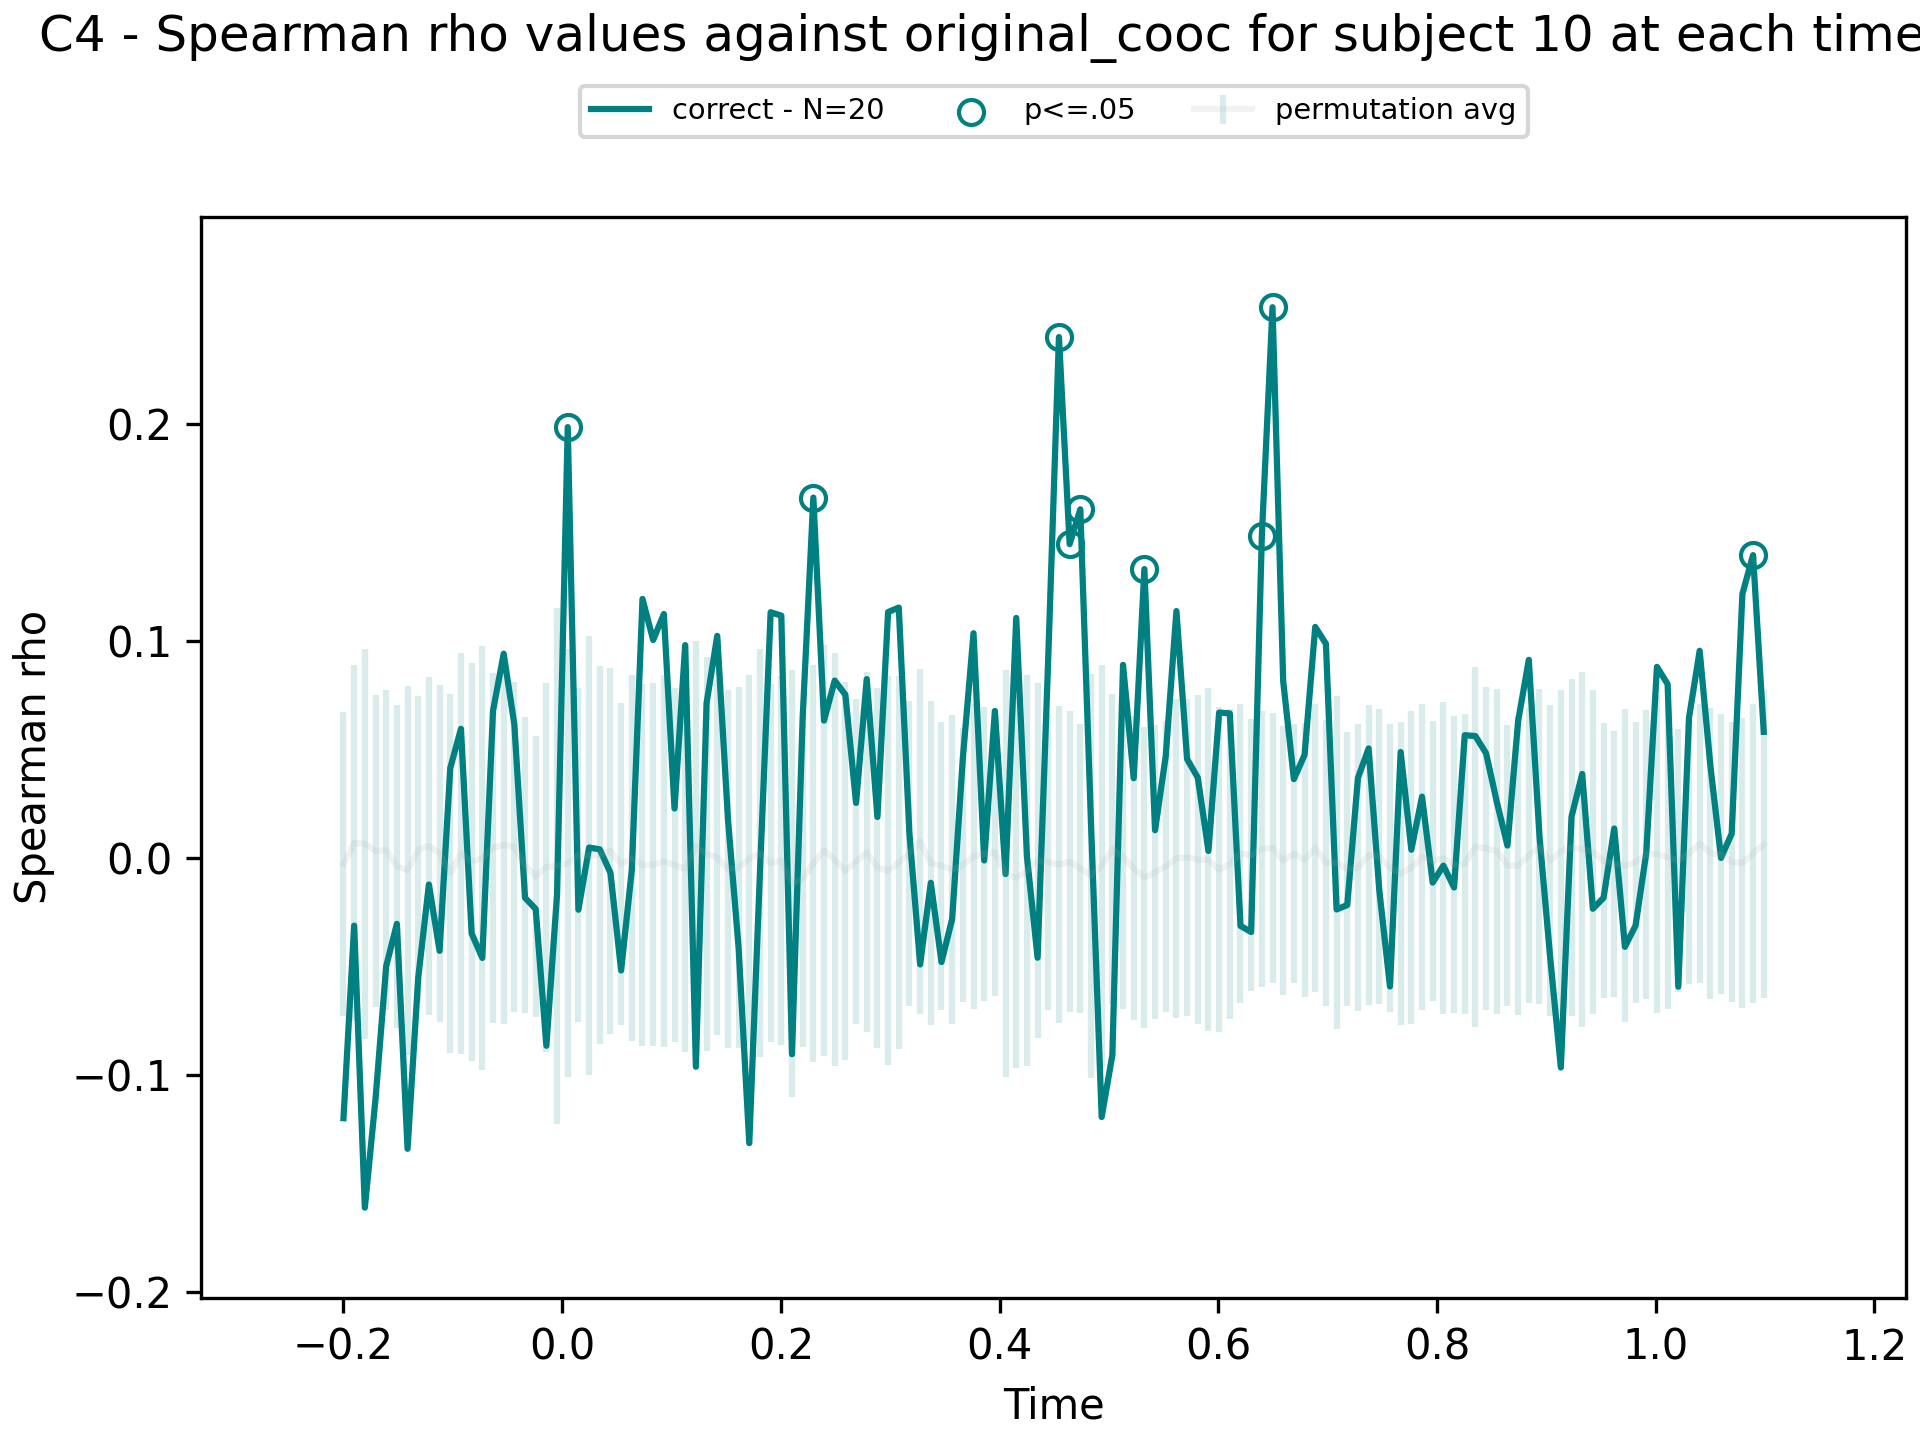 C4 - Spearman rho values against original_cooc for subject 10 at each time
correct - N=20 p<=.05 permutation avg
Spearman rho
0.2
0.1
0.0
−0.1
−0.2
−0.2 0.0 0.2 0.4 0.6 0.8 1.0 1.2
Time